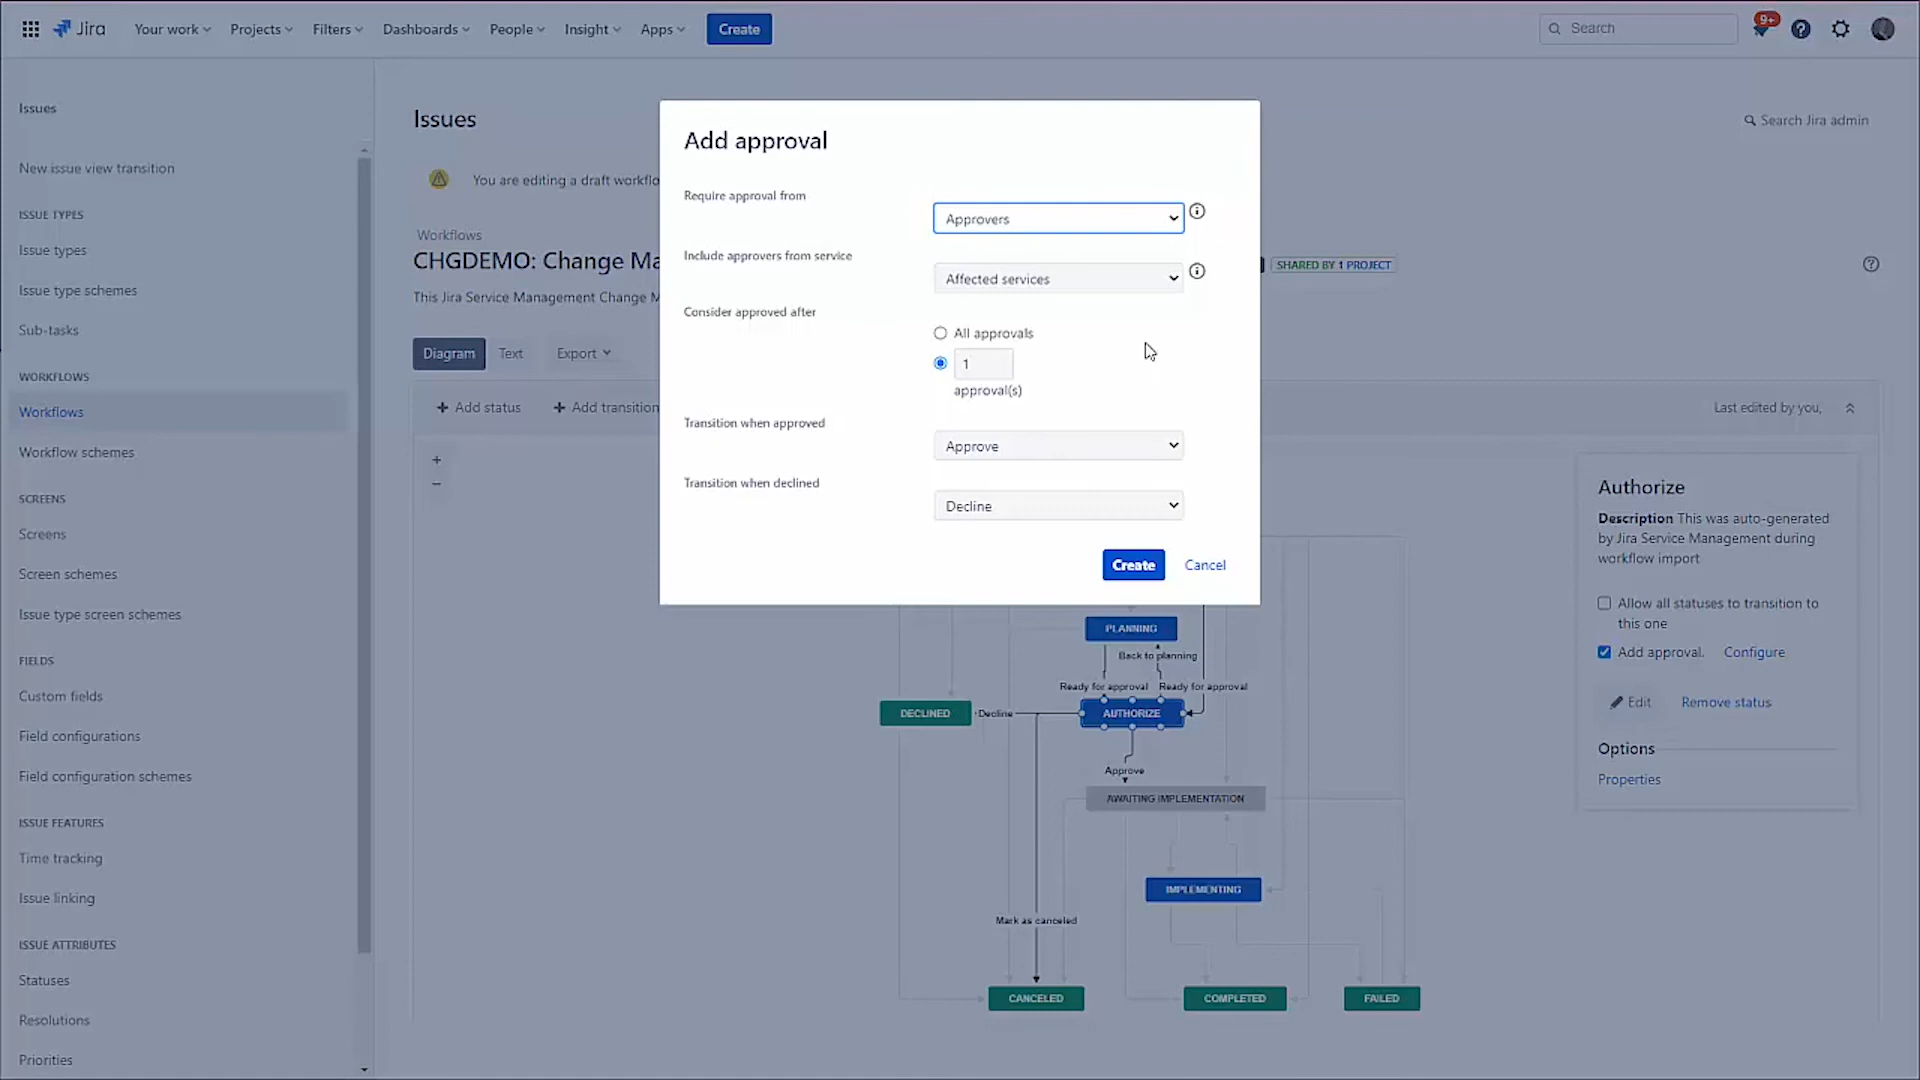 Jira
Your work
Projects
Filters
Dashboards
People
Insight
Apps
Create
Search
9+
Issues
New issue view transition
ISSUE TYPES
Issue types
Issue type schemes
Sub-tasks
WORKFLOWS
Workflows
Workflow schemes
SCREENS
Screens
Screen schemes
Issue type screen schemes
FIELDS
Custom fields
Field configurations
Field configuration schemes
ISSUE FEATURES
Time tracking
Issue linking
ISSUE ATTRIBUTES
Statuses
Resolutions
Priorities
Issues
Search Jira admin
You are editing a draft workflo
Workflows
CHGDEMO: Change Ma
SHARED BY 1 PROJECT
This Jira Service Management Change M
Diagram
Text
Export
+ Add status
+ Add transition
Last edited by you,
+
−
Add approval
Require approval from
Approvers
Include approvers from service
Affected services
Consider approved after
All approvals
1
approval(s)
Transition when approved
Approve
Transition when declined
Decline
Create
Cancel
PLANNING
Back to planning
Ready for approval
Ready for approval
DECLINED
Decline
AUTHORIZE
Approve
AWAITING IMPLEMENTATION
IMPLEMENTING
Mark as canceled
CANCELED
COMPLETED
FAILED
Authorize
Description This was auto-generated
by Jira Service Management during
workflow import
Allow all statuses to transition to
this one
Add approval. Configure
Edit
Remove status
Options
Properties